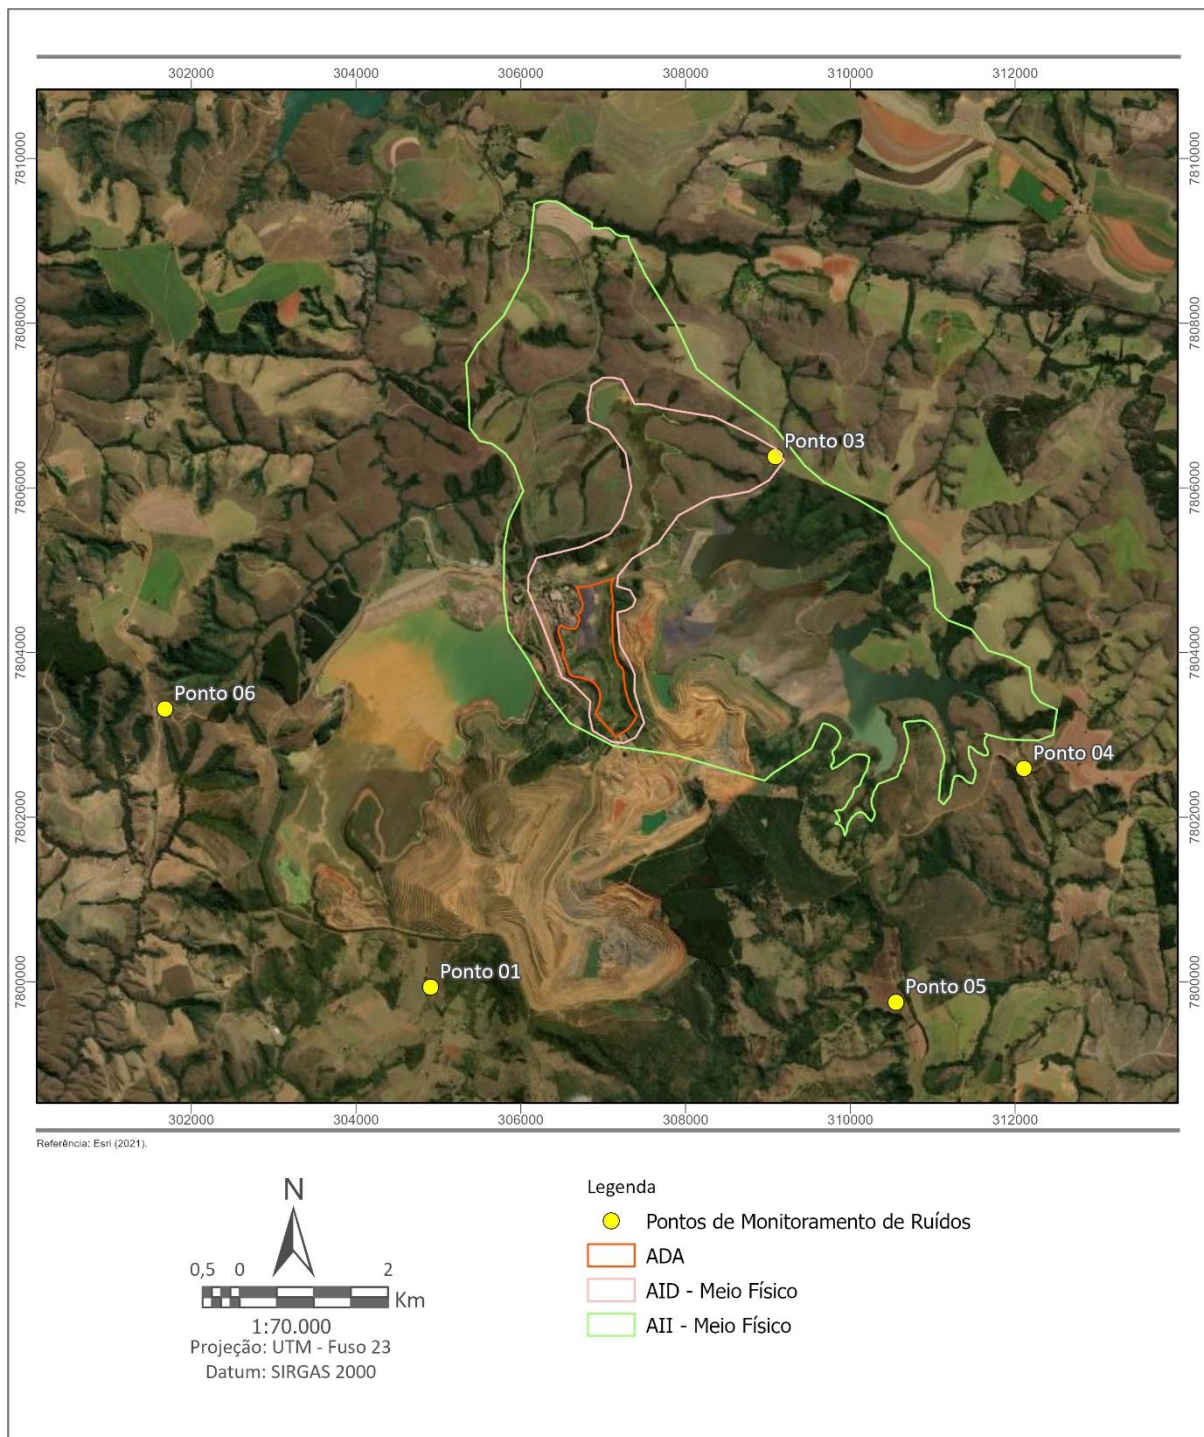 302000 304000 306000 308000 310000 312000
7810000 7810000
7808000 7808000
Ponto 03
7806000 7806000
7804000 7804000
Ponto 06
Ponto 04
7802000 7802000
Ponto 01
Ponto 05
7800000 7800000
302000 304000 306000 308000 310000 312000
Referência: Esri (2021).
N
0,5 0 2
Km
1:70.000
Projeção: UTM - Fuso 23
Datum: SIRGAS 2000
Legenda
Pontos de Monitoramento de Ruídos
ADA
AID - Meio Físico
AII - Meio Físico